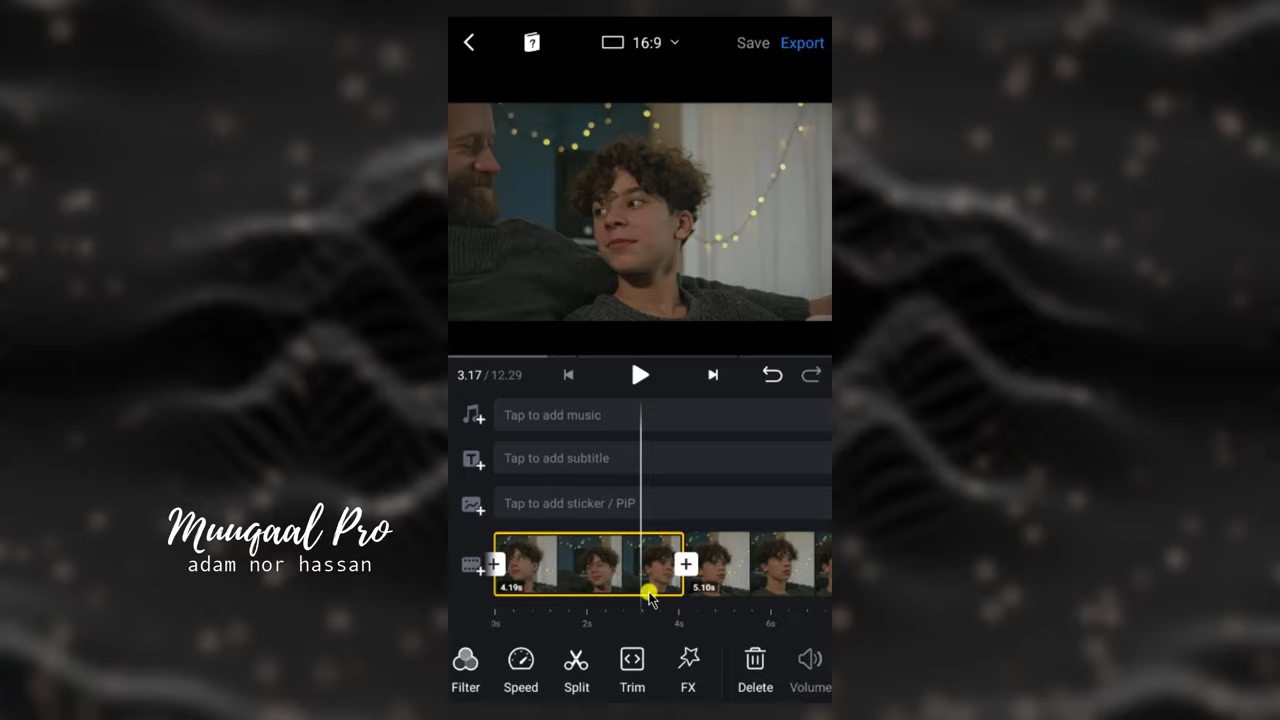 16:9
Save Export
3.17 / 12.29
Tap to add music
Tap to add subtitle
Tap to add sticker / PiP
4.19s
5.10s
0s 2s 4s 6s
Filter Speed Split Trim FX Delete Volume
Muuqaal Pro
adam nor hassan